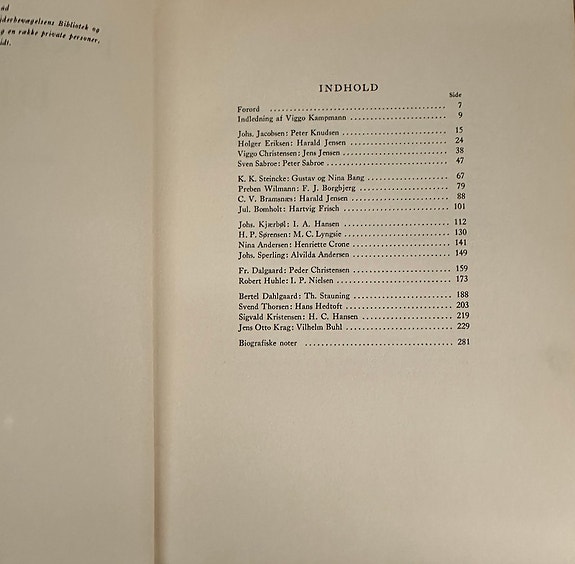 ud
jderbevægelsens Bibliotek og
g en række private personer,
idt.
INDHOLD
Side
Forord ........................................ 7
Indledning af Viggo Kampmann .................... 9
Johs. Jacobsen: Peter Knudsen ...................... 15
Holger Eriksen: Harald Jensen ..................... 24
Viggo Christensen: Jens Jensen ...................... 38
Sven Sabroe: Peter Sabroe .......................... 47
K. K. Steincke: Gustav og Nina Bang ................ 67
Preben Wilmann: F. J. Borgbjerg .................... 79
C. V. Bramsnæs: Harald Jensen .................... 88
Jul. Bomholt: Hartvig Frisch ....................... 101
Johs. Kjærbøl: I. A. Hansen ........................ 112
H. P. Sørensen: M. C. Lyngsie ....................... 130
Nina Andersen: Henriette Crone .................... 141
Johs. Sperling: Alvilda Andersen .................... 149
Fr. Dalgaard: Peder Christensen .................... 159
Robert Huhle: I. P. Nielsen ......................... 173
Bertel Dahlgaard: Th. Stauning ..................... 188
Svend Thorsen: Hans Hedtoft ....................... 203
Sigvald Kristensen: H. C. Hansen ................... 219
Jens Otto Krag: Vilhelm Buhl ....................... 229
Biografiske noter ................................. 281